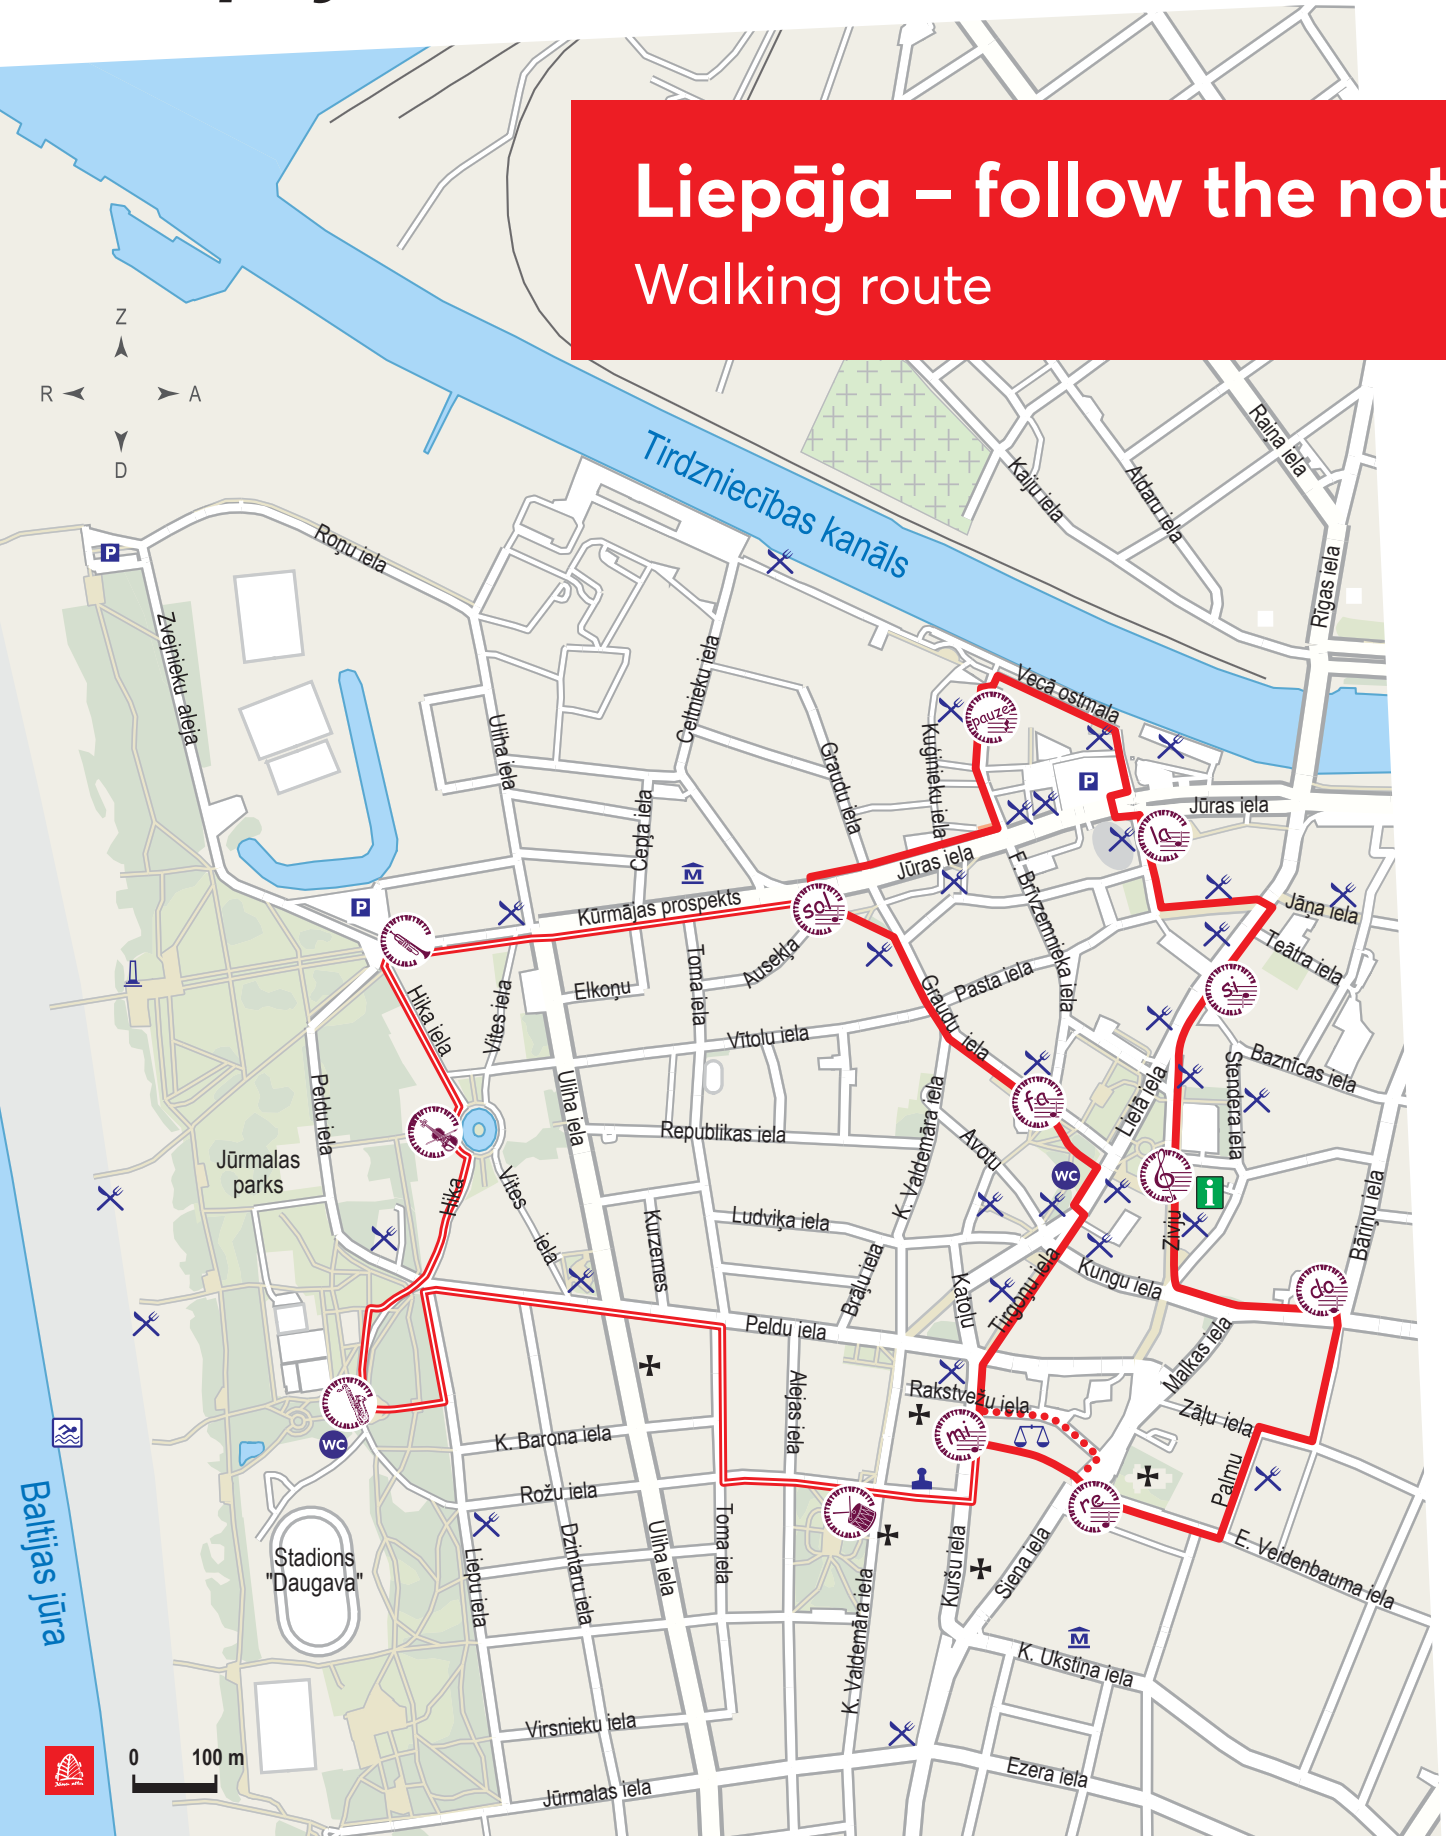 Liepāja – follow the not
Walking route
Z
R
A
D
Tirdzniecības kanāls
Raiņa iela
Kaiju iela
Aldaru iela
Rīgas iela
Roņu iela
P
Zvejnieku aleja
Uliha iela
Celtnieku iela
Vecā ostmala
pauze
Kuģinieku iela
Graudu iela
P
Jūras iela
la
Cepļa iela
M
Jūras iela
F. Brīvzemnieka iela
P
Kūrmājas prospekts
sol
Jāņa iela
Teātra iela
Ausekļa
Toma iela
Elkoņu
Pasta iela
si
Hika iela
Vites iela
Graudu iela
Vītolu iela
Baznīcas iela
Stendera iela
Peldu iela
Uliha iela
fa
Lielā iela
Republikas iela
K. Valdemāra iela
Avotu
WC
Jūrmalas
parks
Hika
Vites iela
i
Zivju
Bāriņu iela
Kurzemes
Ludviķa iela
Brāļu iela
Katoļu
Tirgoņu iela
Kungu iela
do
Peldu iela
Malkas iela
Alejas iela
Rakstvežu iela
Zāļu iela
mi
WC
K. Barona iela
Palmu
re
Rožu iela
Baltijas jūra
Stadions
"Daugava"
Liepu iela
Dzintaru iela
Uliha iela
Toma iela
K. Valdemāra iela
Kuršu iela
Siena iela
E. Veidenbauma iela
M
K. Ukstiņa iela
Virsnieku iela
Ezera iela
Jūrmalas iela
0 100 m
Jāņa sēta